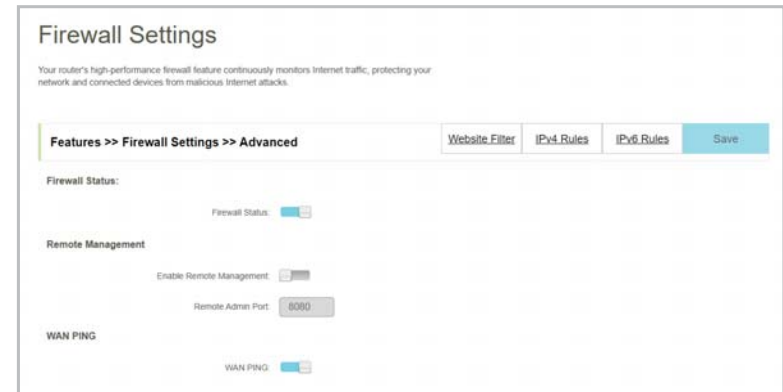 Firewall Settings
Your router's high-performance firewall feature continuously monitors Internet traffic, protecting your
network and connected devices from malicious Internet attacks.
Features >> Firewall Settings >> Advanced
Website Filter
IPv4 Rules
IPv6 Rules
Save
Firewall Status:
Firewall Status:
Remote Management
Enable Remote Management:
Remote Admin Port: 8080
WAN PING
WAN PING: